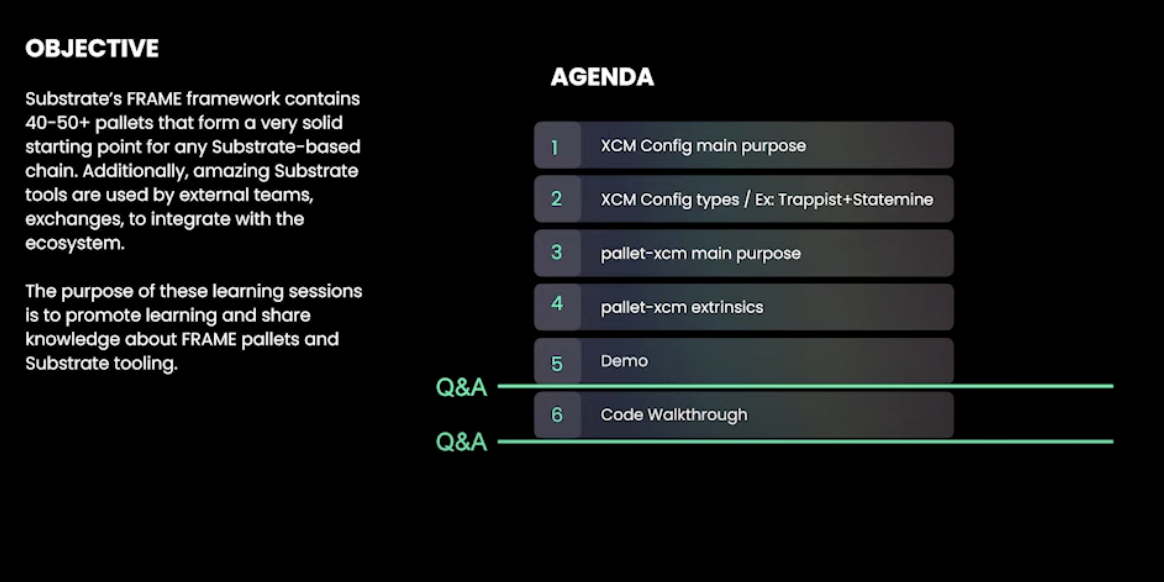 OBJECTIVE
Substrate's FRAME framework contains
40-50+ pallets that form a very solid
starting point for any Substrate-based
chain. Additionally, amazing Substrate
tools are used by external teams,
exchanges, to integrate with the
ecosystem.
The purpose of these learning sessions
is to promote learning and share
knowledge about FRAME pallets and
Substrate tooling.
AGENDA
1 XCM Config main purpose
2 XCM Config types / Ex: Trappist+Statemine
3 pallet-xcm main purpose
4 pallet-xcm extrinsics
5 Demo
Q&A
6 Code Walkthrough
Q&A